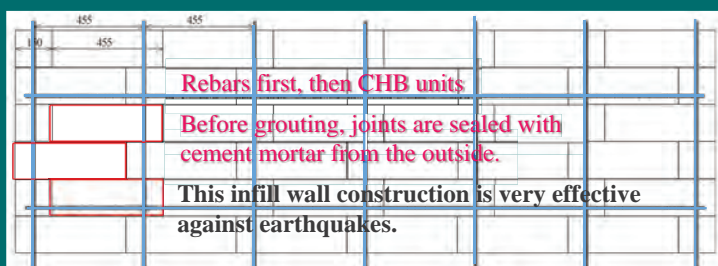 455 455
455
Rebars first, then CHB units
Before grouting, joints are sealed with
cement mortar from the outside.
This infill wall construction is very effective
against earthquakes.